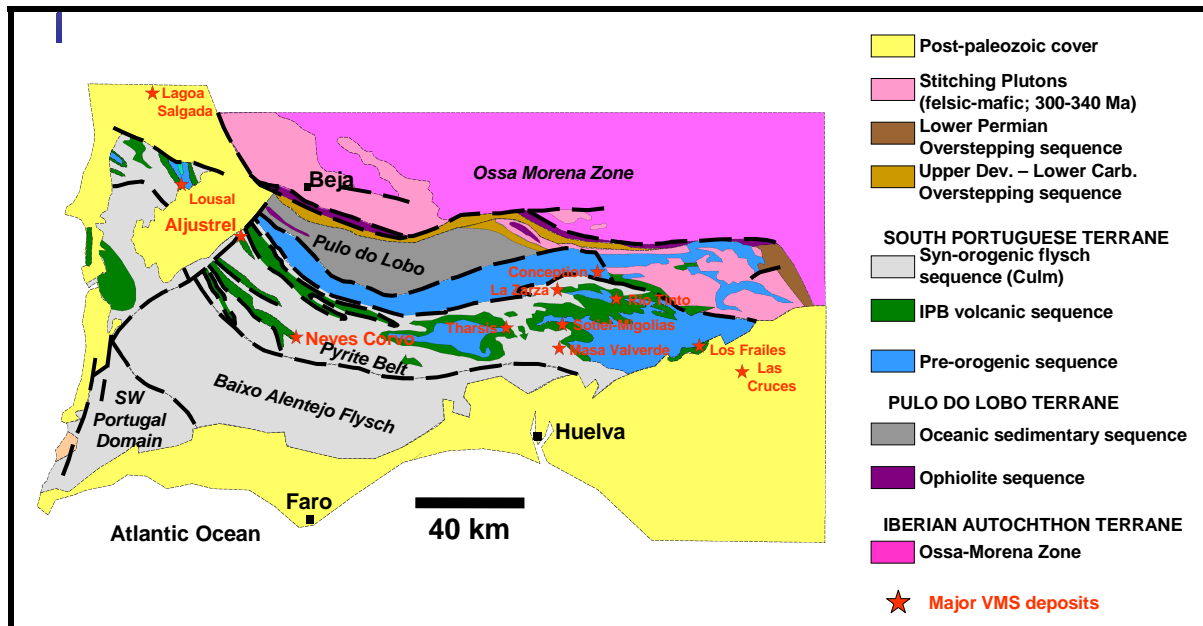 Lagoa
Salgada
Beja
Ossa Morena Zone
Lousal
Aljustrel
Pulo do Lobo
Conception
La Zarza
Rio Tinto
Tharsis
Sotiel-Migolias
Neves Corvo
Masa Valverde
Los Frailes
Las
Cruces
Pyrite Belt
Baixo Alentejo Flysch
SW
Portugal
Domain
Huelva
Faro
40 km
Atlantic Ocean
Post-paleozoic cover
Stitching Plutons
(felsic-mafic; 300-340 Ma)
Lower Permian
Overstepping sequence
Upper Dev. – Lower Carb.
Overstepping sequence
SOUTH PORTUGUESE TERRANE
Syn-orogenic flysch
sequence (Culm)
IPB volcanic sequence
Pre-orogenic sequence
PULO DO LOBO TERRANE
Oceanic sedimentary sequence
Ophiolite sequence
IBERIAN AUTOCHTHON TERRANE
Ossa-Morena Zone
Major VMS deposits